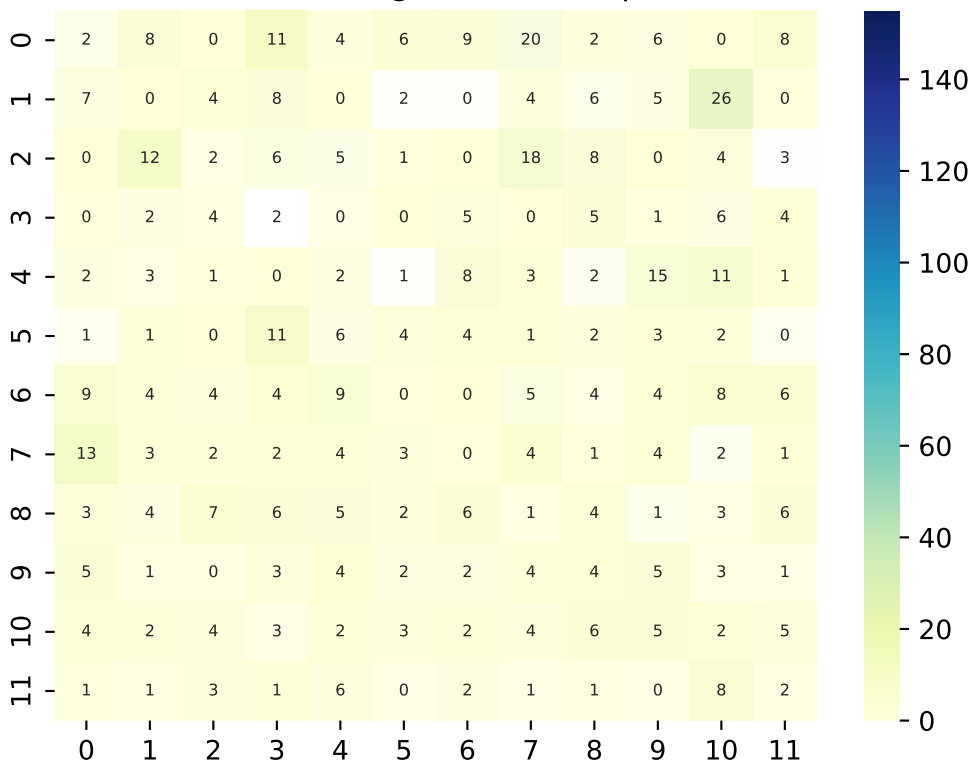 0 2 8 0 11 4 6 9 20 2 6 0 8
1 7 0 4 8 0 2 0 4 6 5 26 0
2 0 12 2 6 5 1 0 18 8 0 4 3
3 0 2 4 2 0 0 5 0 5 1 6 4
4 2 3 1 0 2 1 8 3 2 15 11 1
5 1 1 0 11 6 4 4 1 2 3 2 0
6 9 4 4 4 9 0 0 5 4 4 8 6
7 13 3 2 2 4 3 0 4 1 4 2 1
8 3 4 7 6 5 2 6 1 4 1 3 6
9 5 1 0 3 4 2 2 4 4 5 3 1
10 4 2 4 3 2 3 2 4 6 5 2 5
11 1 1 3 1 6 0 2 1 1 0 8 2
0 1 2 3 4 5 6 7 8 9 10 11
140
120
100
80
60
40
20
0